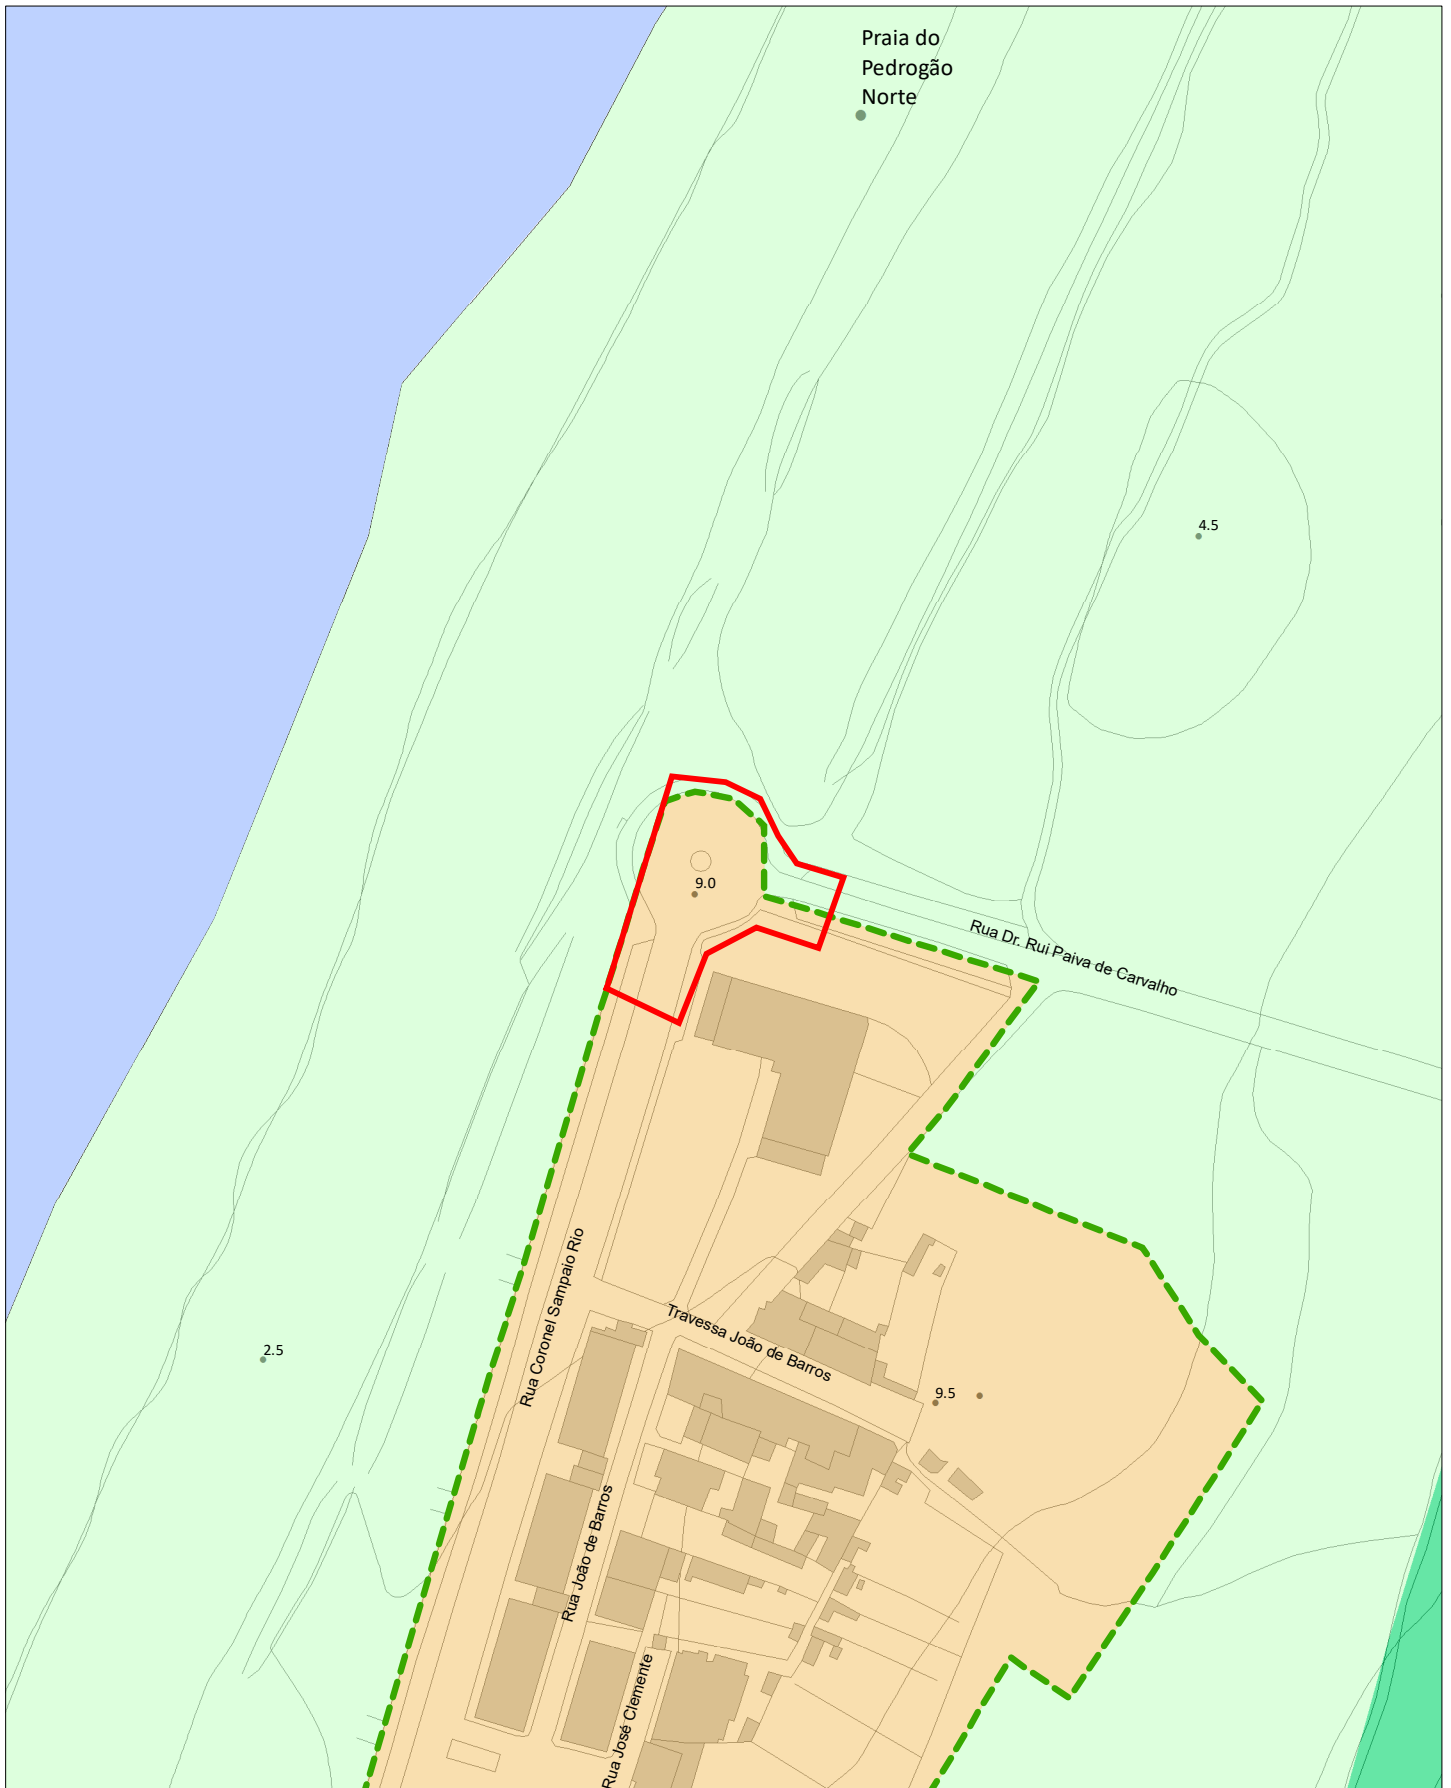 Praia do
Pedrogão
Norte
4.5
9.0
Rua Dr. Rui Paiva de Carvalho
Rua Coronel Sampaio Rio
Travessa João de Barros
2.5
9.5
Rua João de Barros
Rua José Clemente